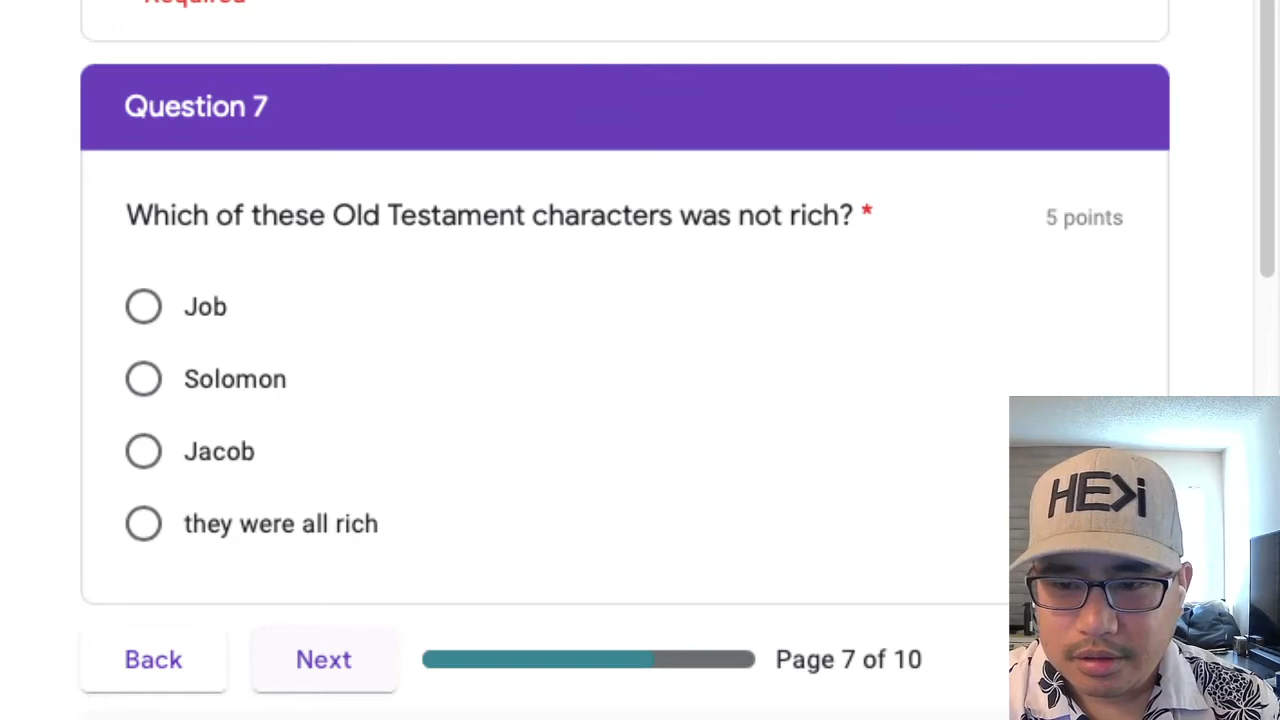 Required
Question 7
Which of these Old Testament characters was not rich? *
5 points
Job
Solomon
Jacob
they were all rich
Back
Next
Page 7 of 10
HE>i